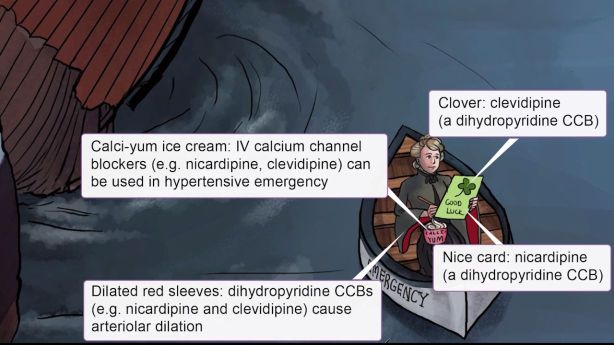 Clover: clevidipine
(a dihydropyridine CCB)
Calci-yum ice cream: IV calcium channel
blockers (e.g. nicardipine, clevidipine) can
be used in hypertensive emergency
GOOD
LUCK
CALCI
YUM
Nice card: nicardipine
(a dihydropyridine CCB)
Dilated red sleeves: dihydropyridine CCBs
(e.g. nicardipine and clevidipine) cause
arteriolar dilation
EMERGENCY